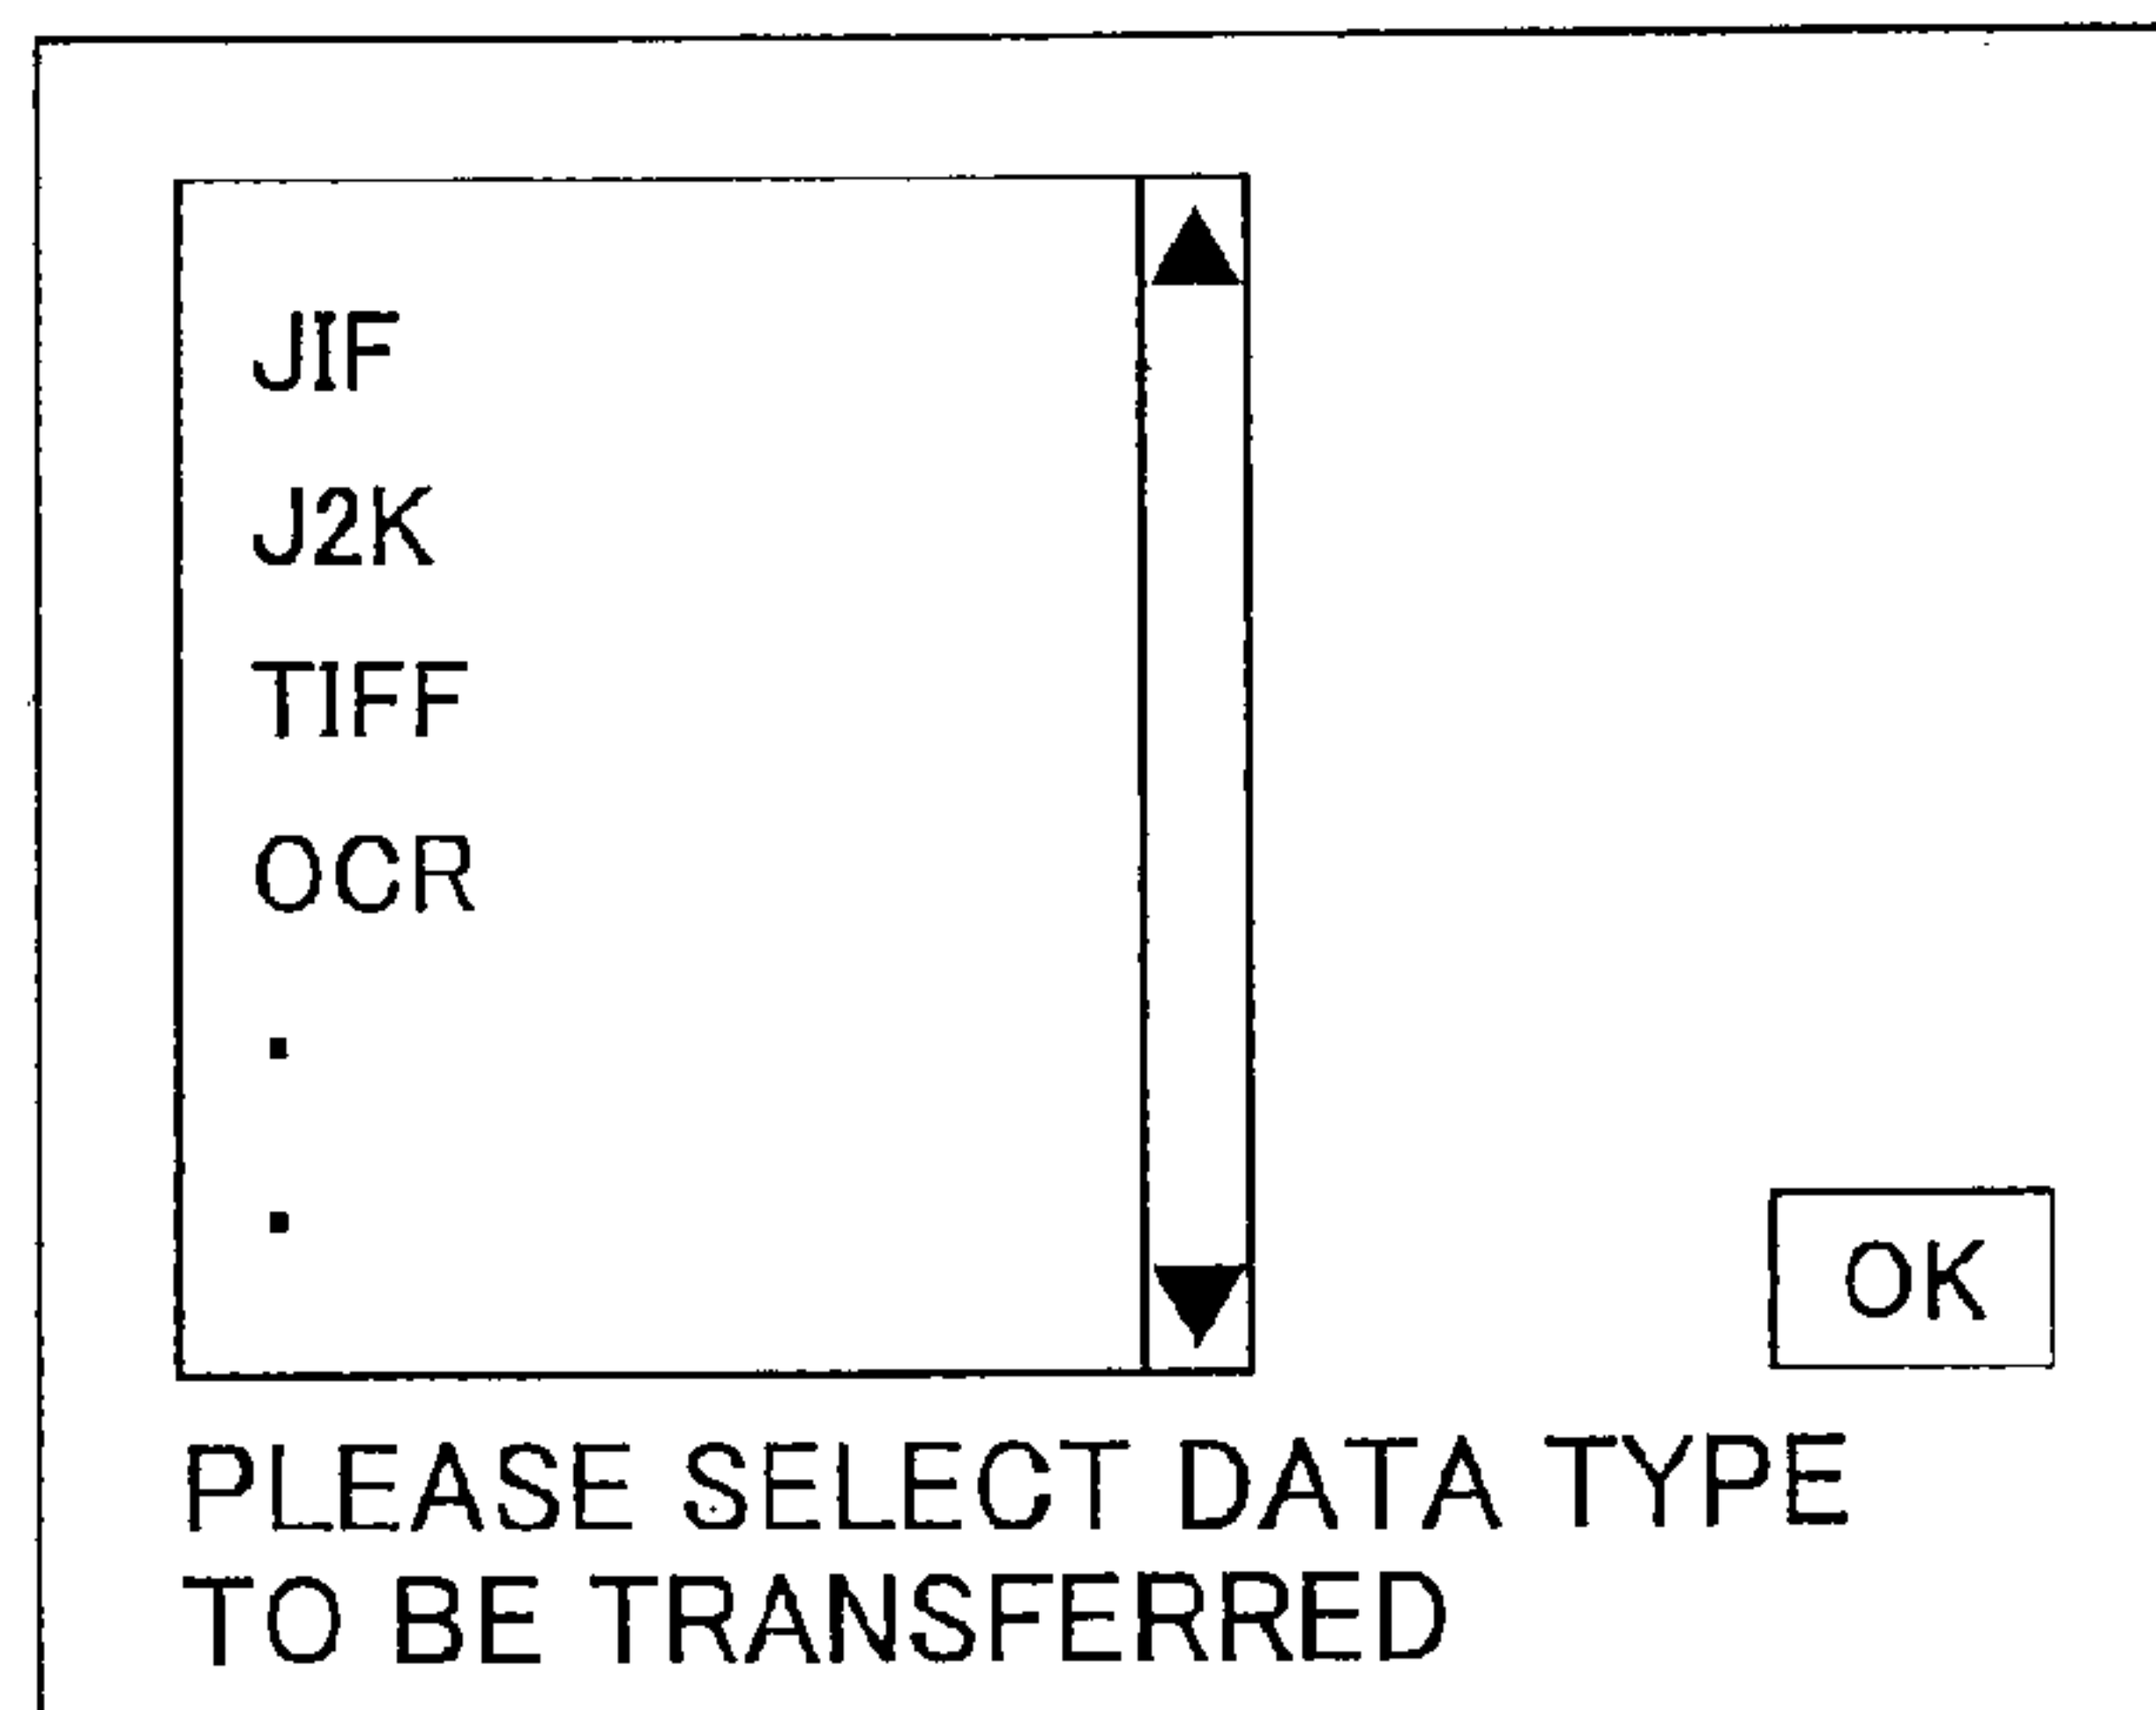 JIF
J2K
TIFF
OCR
OK
PLEASE SELECT DATA TYPE
TO BE TRANSFERRED